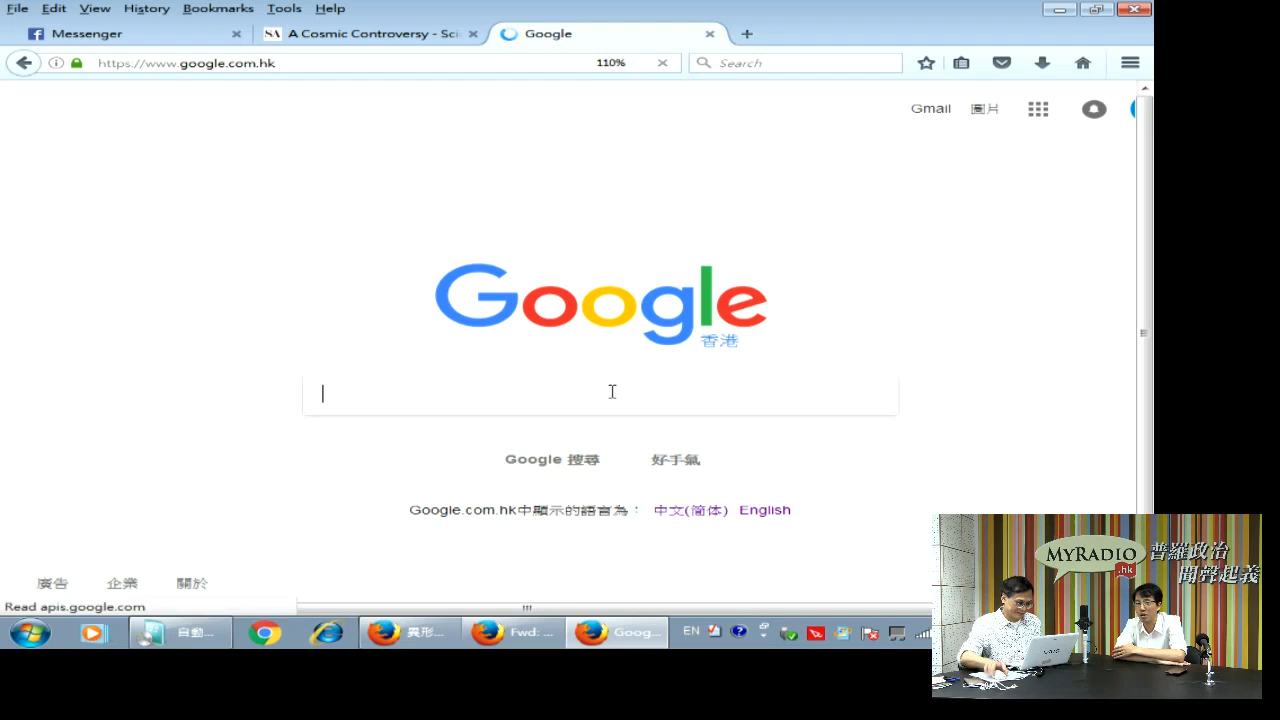 File Edit View History Bookmarks Tools Help
Messenger
SA A Cosmic Controversy - Sci
Google
https://www.google.com.hk
110%
Search
Gmail 圖片
Google
香港
Google 搜尋 好手氣
Google.com.hk中顯示的語言為： 中文(简体) English
廣告 企業 關於
Read apis.google.com
自動...
異形...
Fwd: ...
Goog...
EN
MYRADIO
.hk
普羅政治
聞聲起義
VAIO